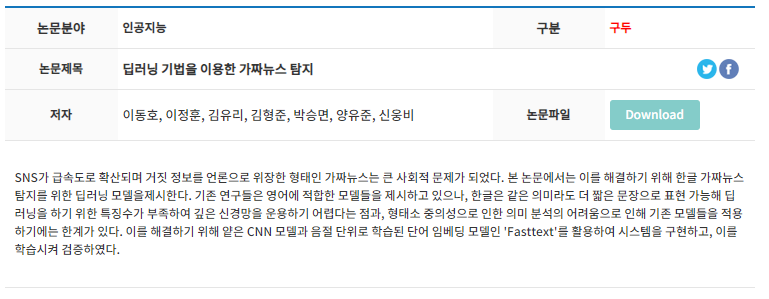 논문분야 인공지능 구분 구두
논문제목 딥러닝 기법을 이용한 가짜뉴스 탐지
저자 이동호, 이정훈, 김유리, 김형준, 박승면, 양유준, 신웅비 논문파일 Download
SNS가 급속도로 확산되며 거짓 정보를 언론으로 위장한 형태인 가짜뉴스는 큰 사회적 문제가 되었다. 본 논문에서는 이를 해결하기 위해 한글 가짜뉴스
탐지를 위한 딥러닝 모델을제시한다. 기존 연구들은 영어에 적합한 모델들을 제시하고 있으나, 한글은 같은 의미라도 더 짧은 문장으로 표현 가능해 딥
러닝을 하기 위한 특징수가 부족하여 깊은 신경망을 운용하기 어렵다는 점과, 형태소 중의성으로 인한 의미 분석의 어려움으로 인해 기존 모델들을 적용
하기에는 한계가 있다. 이를 해결하기 위해 얕은 CNN 모델과 음절 단위로 학습된 단어 임베딩 모델인 'Fasttext'를 활용하여 시스템을 구현하고, 이를
학습시켜 검증하였다.